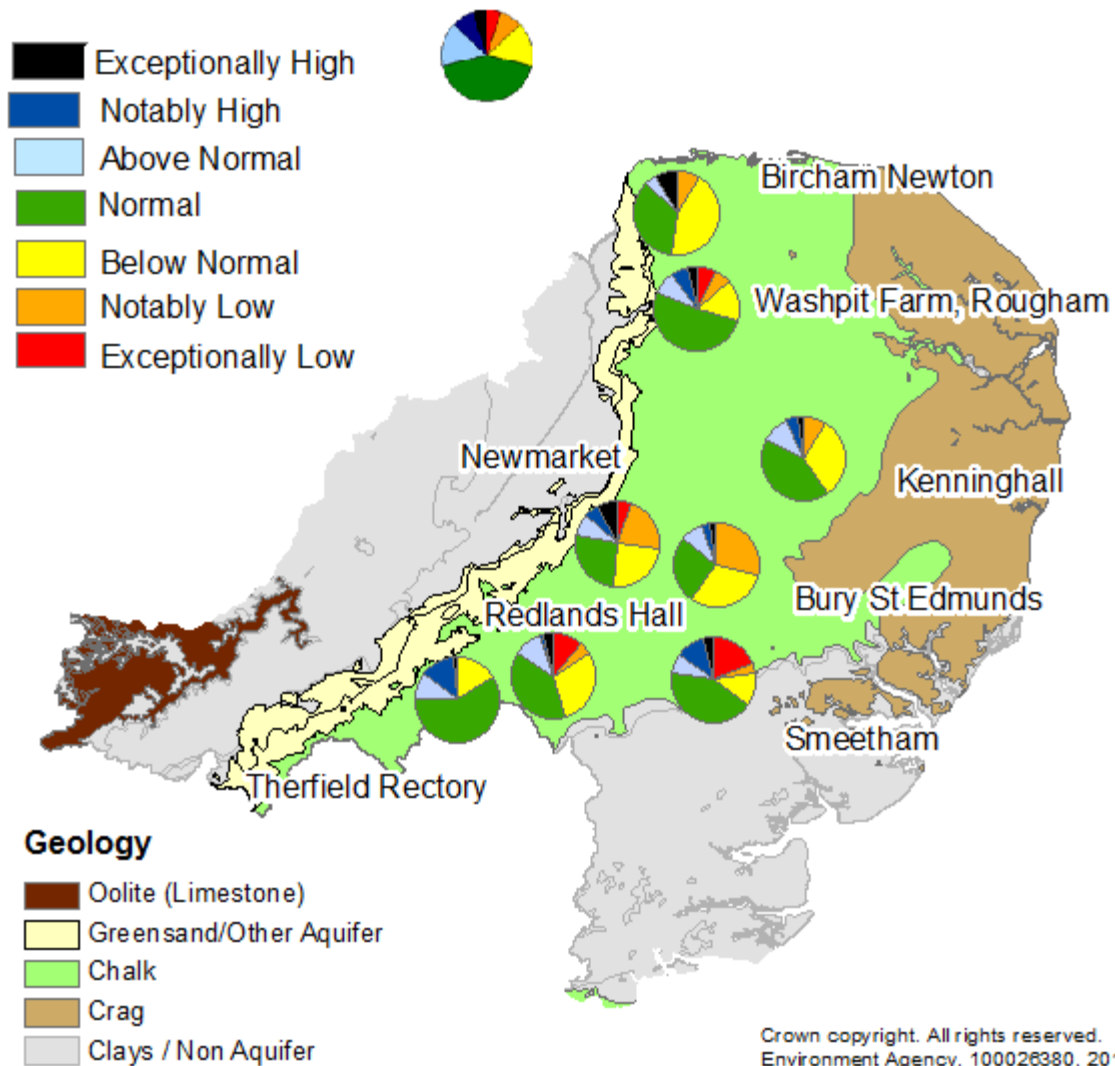 Exceptionally High
Notably High
Above Normal
Normal
Below Normal
Notably Low
Exceptionally Low
Bircham Newton
Washpit Farm, Rougham
Newmarket
Kenninghall
Bury St Edmunds
Redlands Hall
Smeetham
Therfield Rectory
Geology
Oolite (Limestone)
Greensand/Other Aquifer
Chalk
Crag
Clays / Non Aquifer
Crown copyright. All rights reserved.
Environment Agency, 100026380, 20